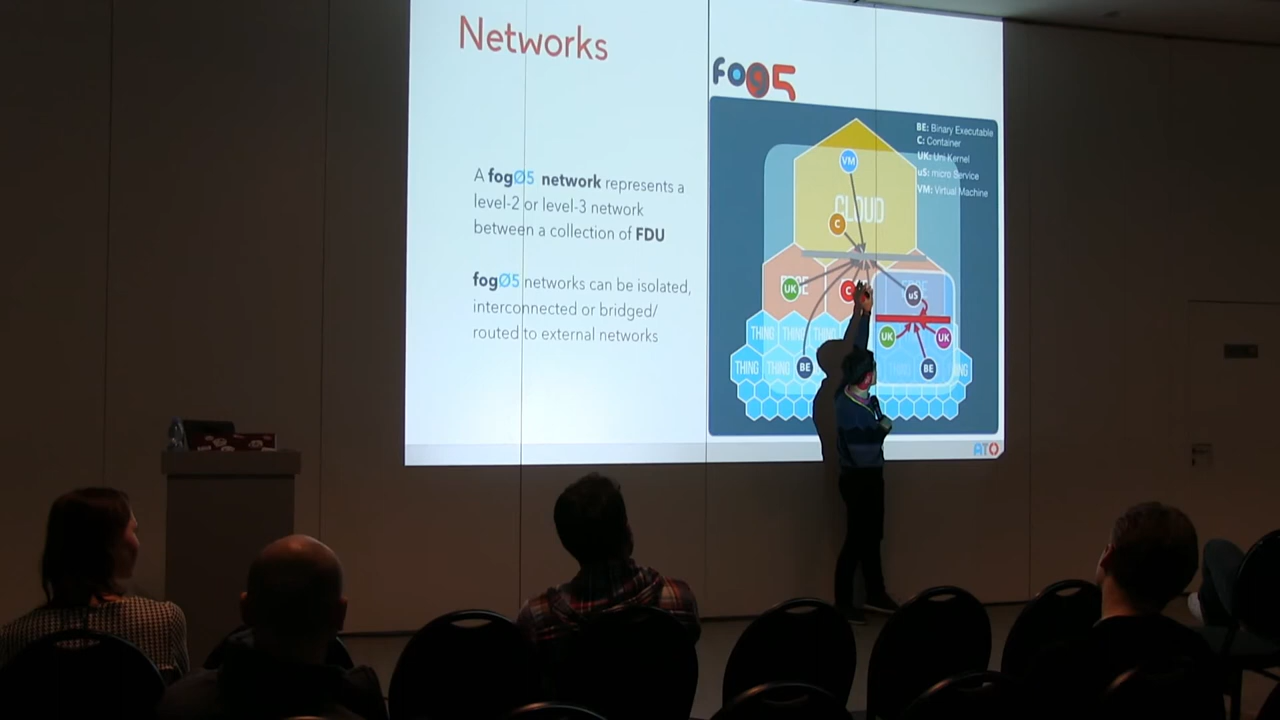 Networks
fog05
A fogØ5 network represents a
level-2 or level-3 network
between a collection of FDU
fogØ5 networks can be isolated,
interconnected or bridged/
routed to external networks
BE: Binary Executable
C: Container
UK: Uni-Kernel
uS: micro Service
VM: Virtual Machine
VM
CLOUD
C
UK
C
uS
THING THING THING
UK
UK
THING THING
BE
BE
ATO